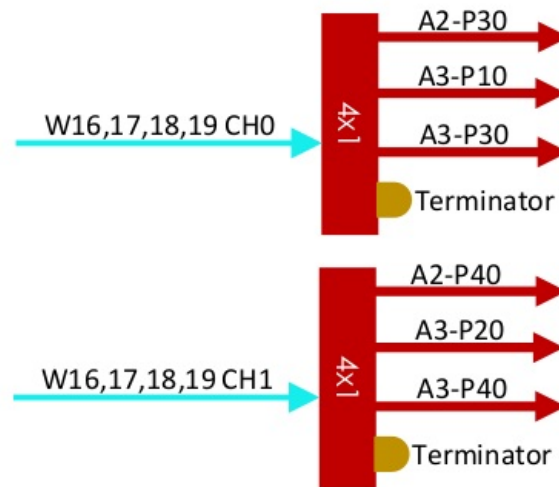 A2-P30
A3-P10
W16,17,18,19 CH0
4x1
A3-P30
Terminator
A2-P40
A3-P20
W16,17,18,19 CH1
4x1
A3-P40
Terminator